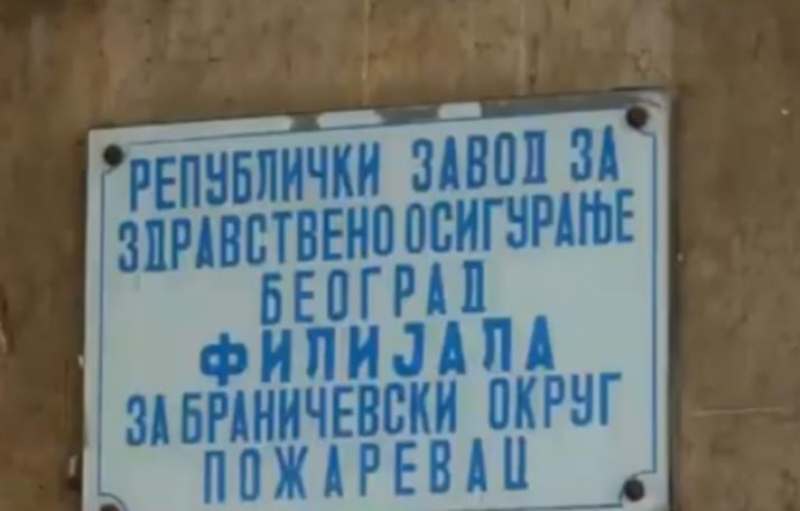 РЕПУБЛИЧКИ ЗАВОД ЗА
ЗДРАВСТВЕНО ОСИГУРАЊЕ
БЕОГРАД
ФИЛИЈАЛА
ЗА БРАНИЧЕВСКИ ОКРУГ
ПОЖАРЕВАЦ